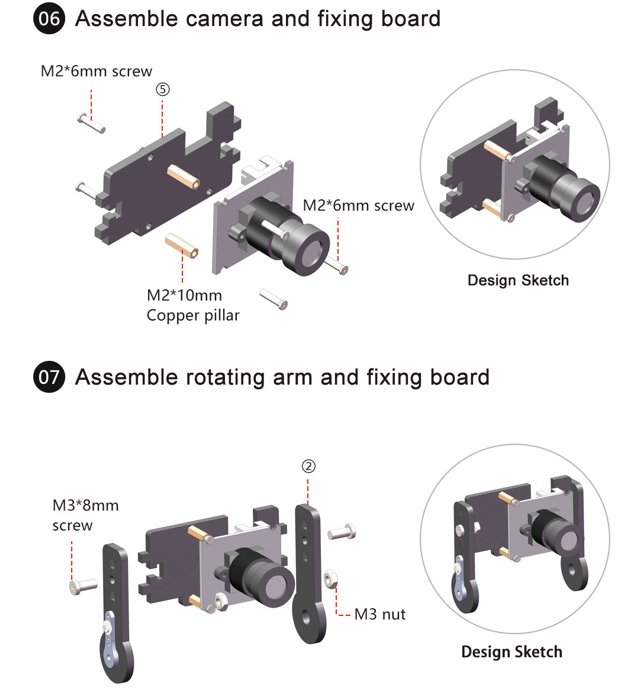 06 Assemble camera and fixing board
M2*6mm screw
⑤
M2*6mm screw
M2*10mm
Copper pillar
Design Sketch
07 Assemble rotating arm and fixing board
②
M3*8mm
screw
M3 nut
Design Sketch